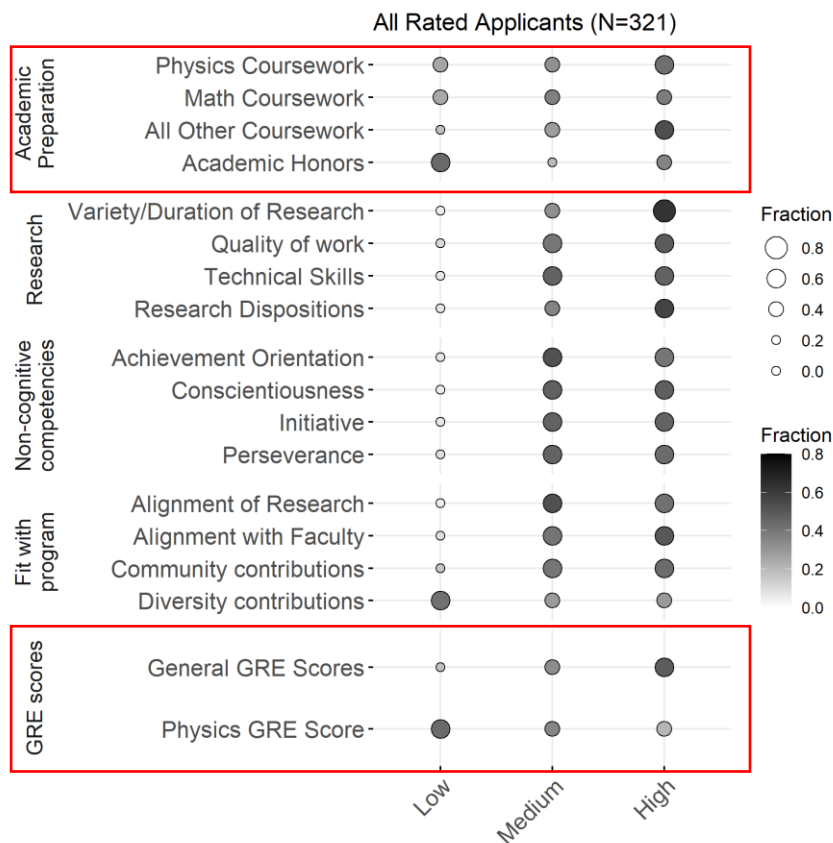 All Rated Applicants (N=321)
Academic
Preparation
Physics Coursework
Math Coursework
All Other Coursework
Academic Honors
Research
Variety/Duration of Research
Quality of work
Technical Skills
Research Dispositions
Non-cognitive
competencies
Achievement Orientation
Conscientiousness
Initiative
Perseverance
Fit with
program
Alignment of Research
Alignment with Faculty
Community contributions
Diversity contributions
GRE scores
General GRE Scores
Physics GRE Score
Low
Medium
High
Fraction
0.8
0.6
0.4
0.2
0.0
Fraction
0.8
0.6
0.4
0.2
0.0